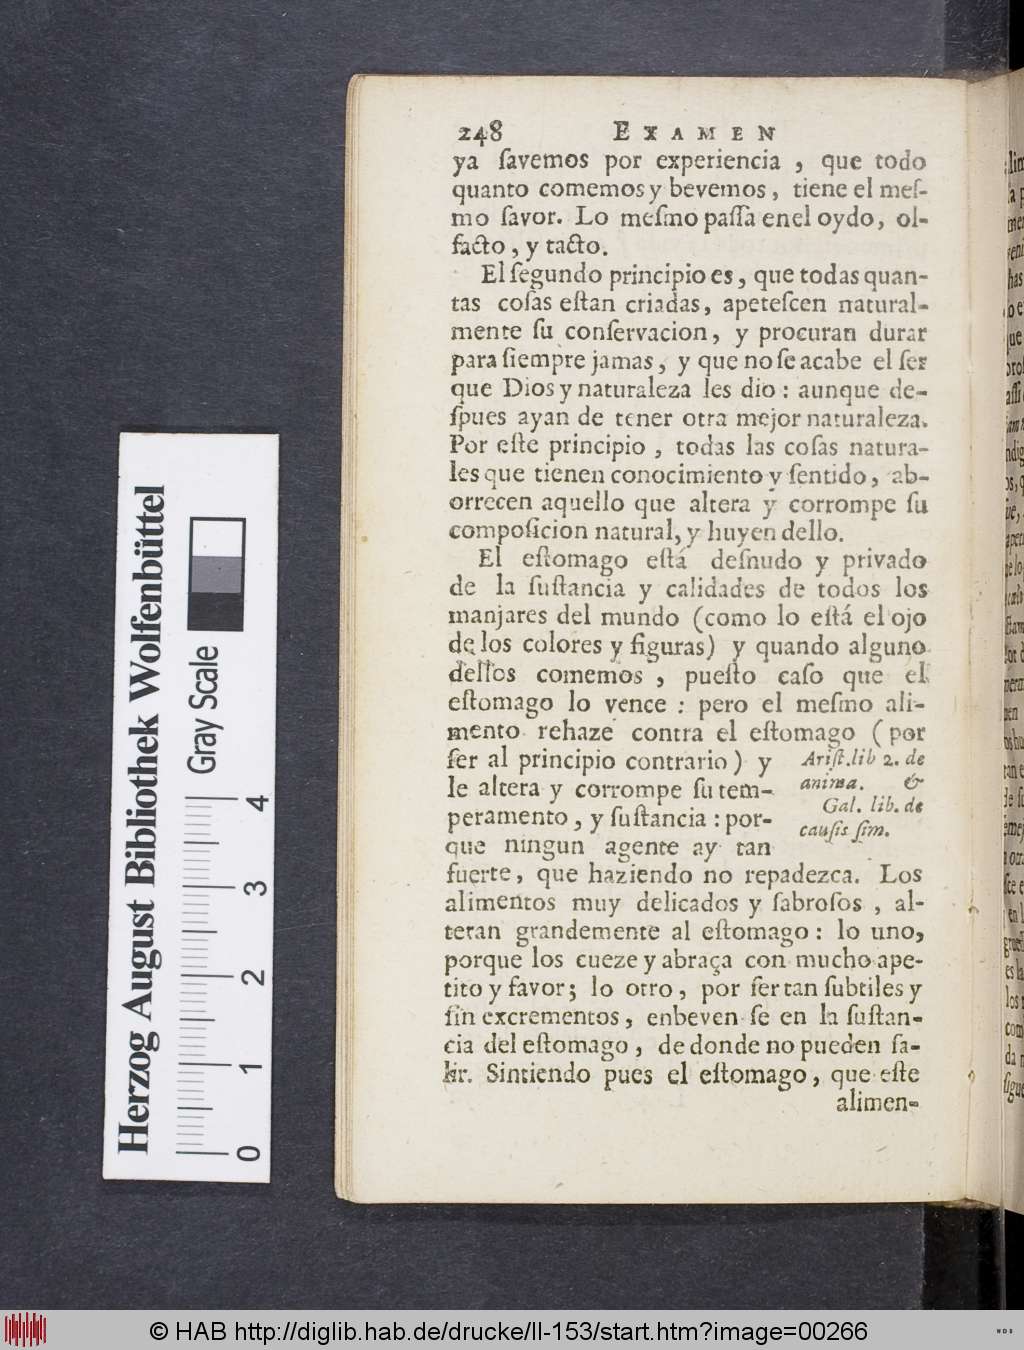 248 EXAMEN
ya ſavemos por experiencia, que todo
quanto comemos y bevemos, tiene el meſ-
mo ſavor. Lo meſmo paſſa enel oydo, ol-
facto, y tacto.
El ſegundo principio es, que todas quan-
tas coſas eſtan criadas, apeteſcen natural-
mente ſu conſervacion, y procuran durar
para ſiempre jamas, y que no ſe acabe el ſer
que Dios y naturaleza les dio: aunque de-
ſpues ayan de tener otra mejor naturaleza.
Por eſte principio, todas las coſas natura-
les que tienen conocimiento y ſentido, ab-
orrecen aquello que altera y corrompe ſu
compoſicion natural, y huyen dello.
El eſtomago eſtá deſnudo y privado
de la ſuſtancia y calidades de todos los
manjares del mundo (como lo eſtá el ojo
de los colores y figuras) y quando alguno
dellos comemos, pueſto caſo que el
eſtomago lo vence: pero el meſmo ali-
mento rehaze contra el eſtomago (por
ſer al principio contrario) y
le altera y corrompe ſu tem-
peramento, y ſuſtancia: por-
que ningun agente ay tan
Ariſt. lib 2. de
anima. &
Gal. lib. de
cauſis ſim.
fuerte, que haziendo no repadezca. Los
alimentos muy delicados y ſabroſos, al-
teran grandemente al eſtomago: lo uno,
porque los cueze y abraça con mucho ape-
tito y favor; lo otro, por ſer tan ſubtiles y
ſin excrementos, enbeven ſe en la ſuſtan-
cia del eſtomago, de donde no pueden ſa-
lir. Sintiendo pues el eſtomago, que eſte
alimen-
Herzog August Bibliothek Wolfenbüttel
Gray Scale
0 1 2 3 4
© HAB http://diglib.hab.de/drucke/ll-153/start.htm?image=00266